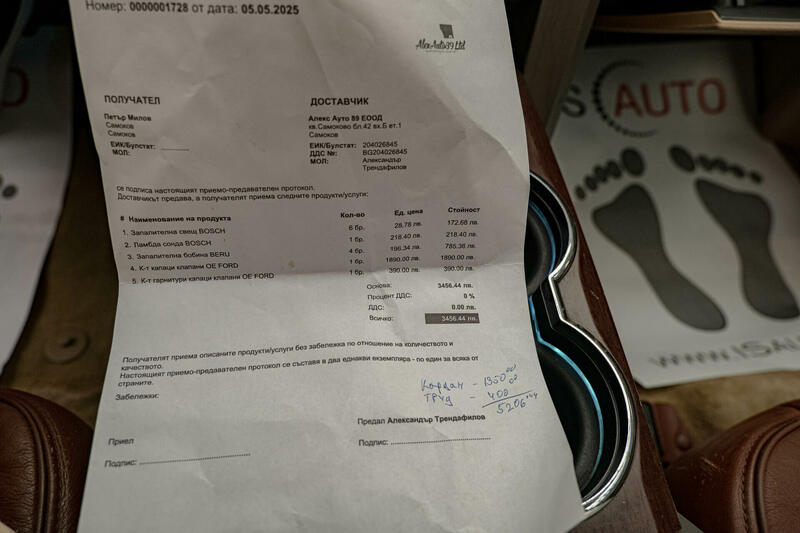 Номер: 0000001728 от дата: 05.05.2025
AlexAuto89 Ltd
ПОЛУЧАТЕЛ
Петър Милов
Самоков
Самоков
ЕИК/Булстат: ..............
МОЛ:
ДОСТАВЧИК
Алекс Ауто 89 ЕООД
кв.Самоково бл.42 вх.Б ет.1
Самоков
ЕИК/Булстат: 204026845
ДДС №: BG204026845
МОЛ: Александър
Трендафилов
се подписа настоящият приемо-предавателен протокол.
Доставчикът предава, а получателят приема следните продукти/услуги:
# Наименование на продукта Кол-во Ед. цена Стойност
1. Запалителна свещ BOSCH 6 бр. 28.78 лв. 172.68 лв.
2. Ламбда сонда BOSCH 1 бр. 218.40 лв. 218.40 лв.
3. Запалителна бобина BERU 4 бр. 196.34 лв. 785.36 лв.
4. К-т капаци клапани OE FORD 1 бр. 1890.00 лв. 1890.00 лв.
5. К-т гарнитури капаци клапани OE FORD 1 бр. 390.00 лв. 390.00 лв.
Основа: 3456.44 лв.
Процент ДДС: 0 %
ДДС: 0.00 лв.
Всичко: 3456.44 лв.
Получателят приема описаните продукти/услуги без забележка по отношение на количеството и
качеството.
Настоящият приемо-предавателен протокол се съставя в два еднакви екземпляра - по един за всяка от
страните.
Забележки:
Кардан - 1350.00
Труд - 400.00
5206.44
Предал Александър Трендафилов
Приел
Подпис: ..............................
Подпис: ..............................
S AUTO
www.ISAU